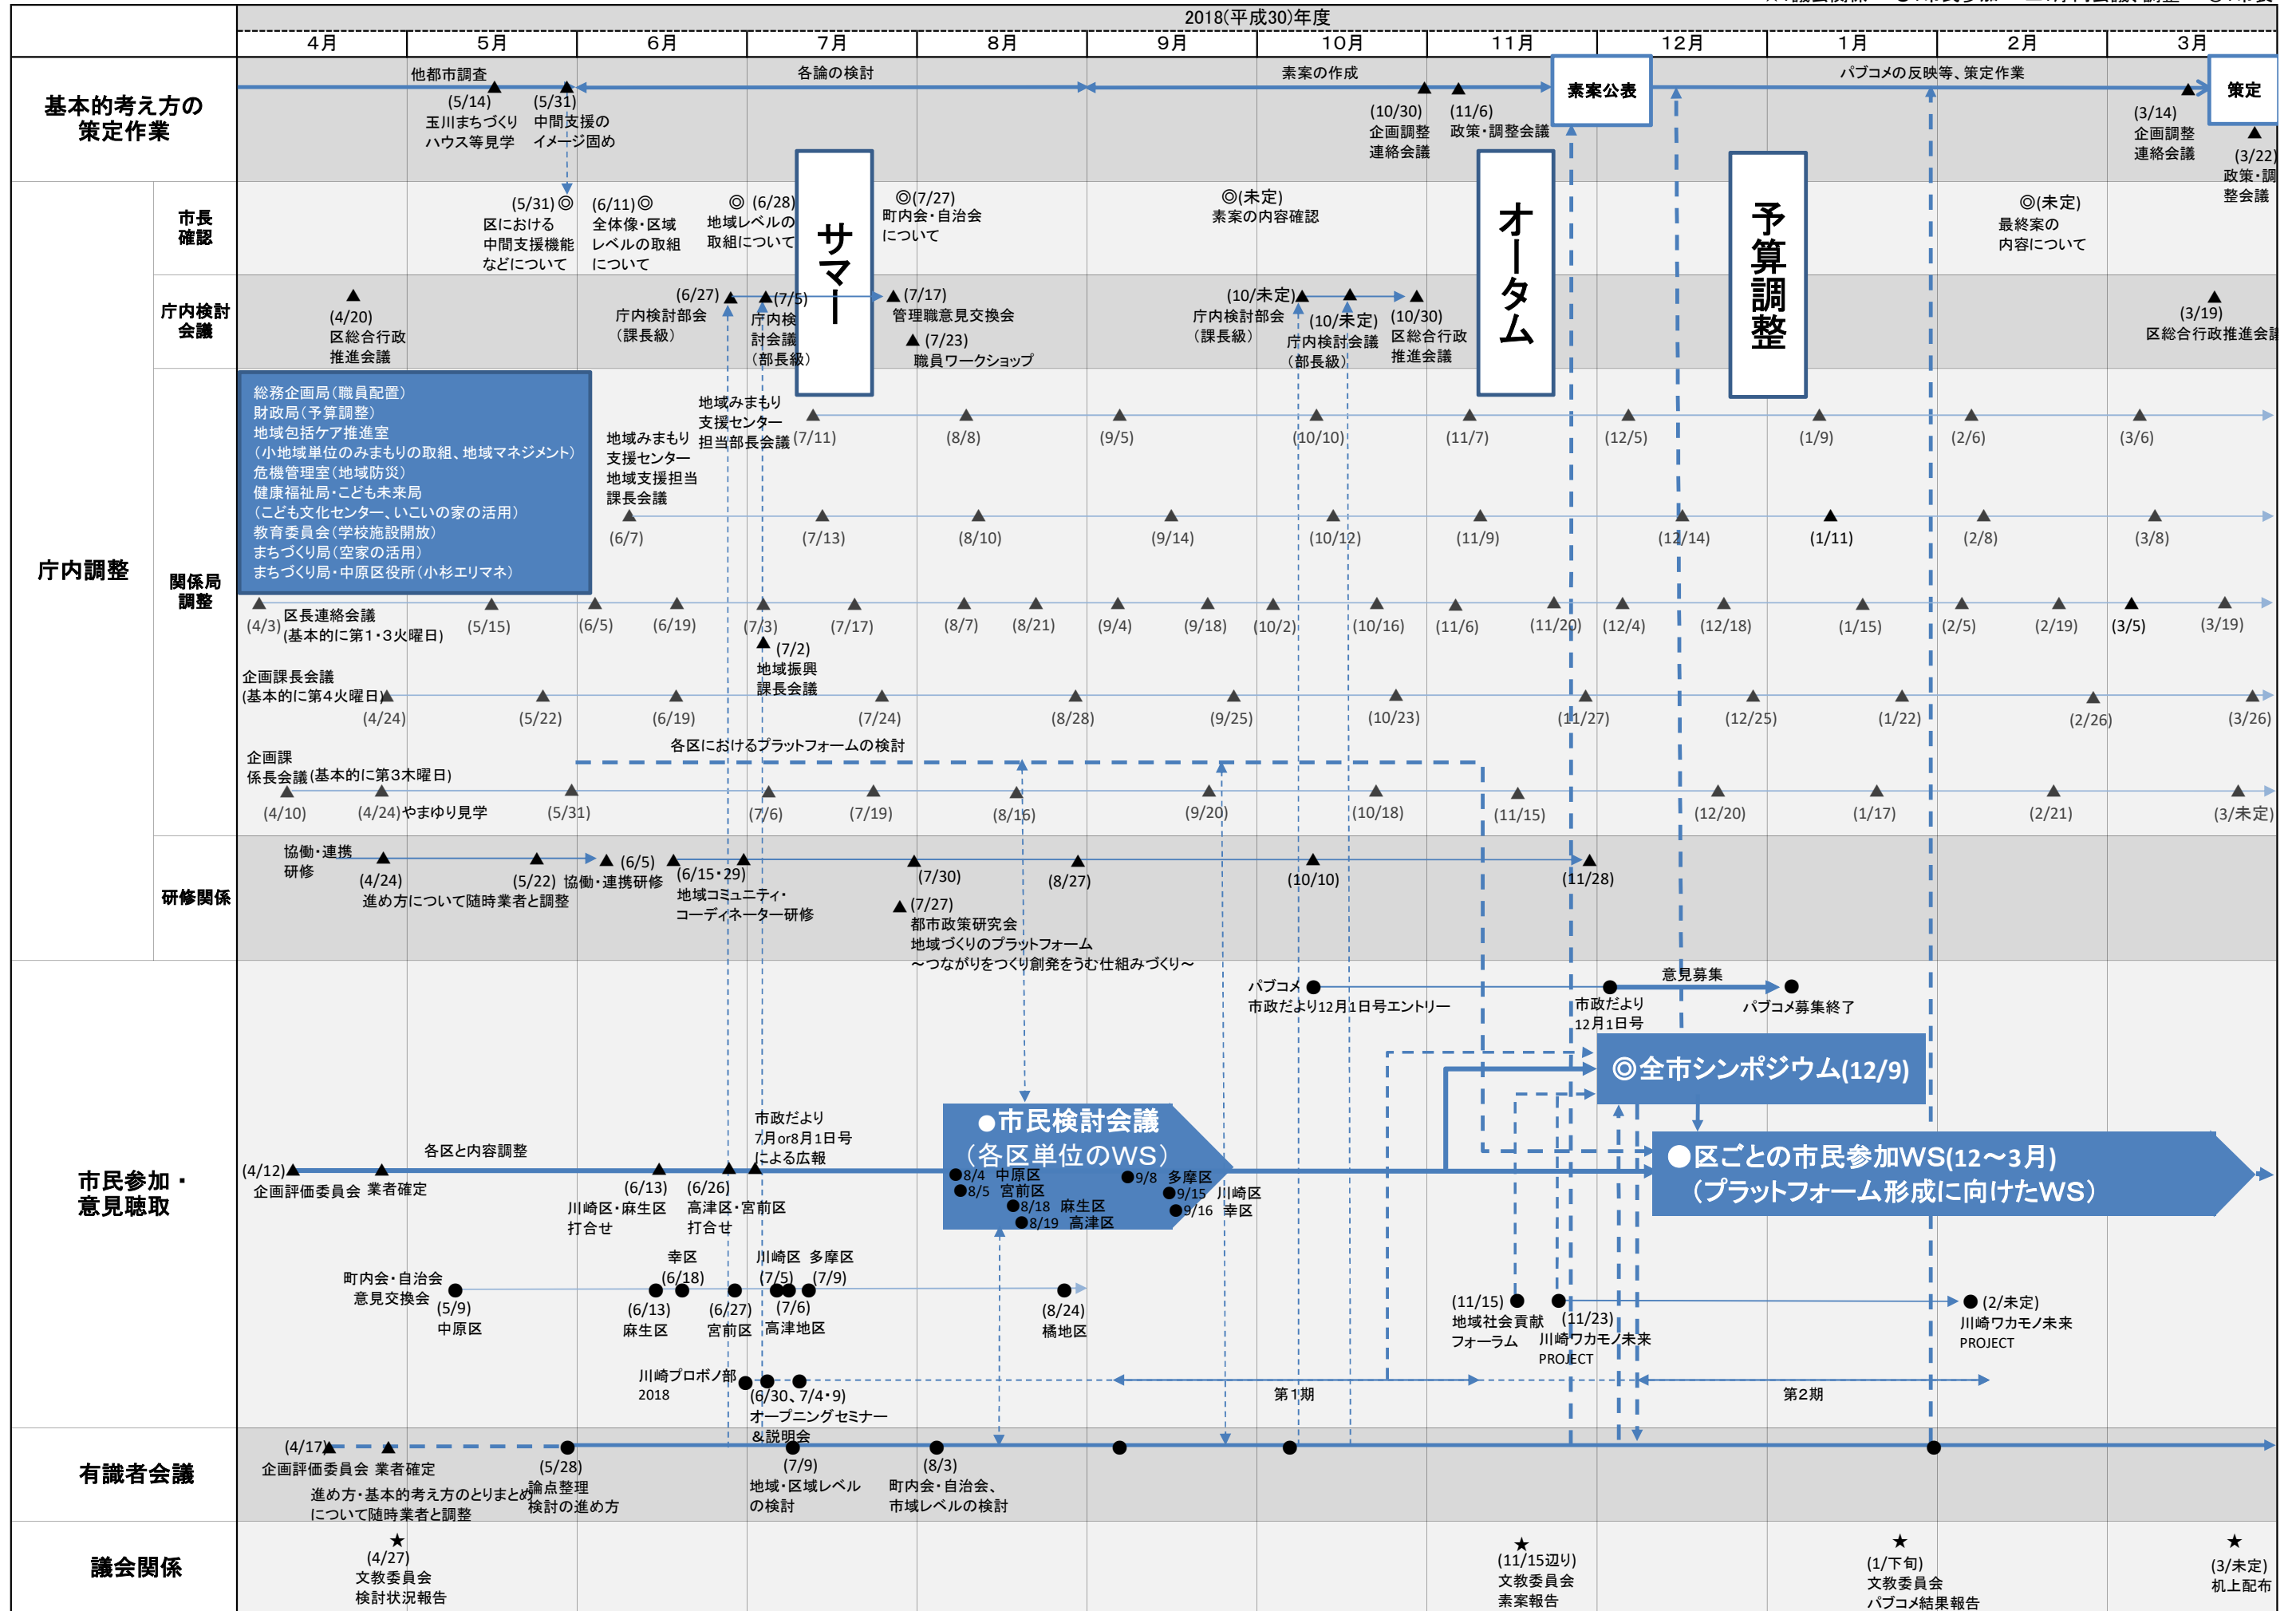 2018(平成30)年度
4月 5月 6月 7月 8月 9月 10月 11月 12月 1月 2月 3月
基本的考え方の
策定作業
他都市調査
各論の検討
素案の作成
素案公表
パブコメの反映等、策定作業
策定
(5/14)
玉川まちづくり
ハウス等見学
(5/31)
中間支援の
イメージ固め
(10/30)
企画調整
連絡会議
(11/6)
政策・調整会議
(3/14)
企画調整
連絡会議
(3/22)
政策・調
整会議
サマー
オータム
予算調整
庁内調整
市長
確認
(5/31)◎
区における
中間支援機能
などについて
(6/11)◎
全体像・区域
レベルの取組
について
◎(6/28)
地域レベルの
取組について
◎(7/27)
町内会・自治会
について
◎(未定)
素案の内容確認
◎(未定)
最終案の
内容について
庁内検討
会議
▲
(4/20)
区総合行政
推進会議
(6/27)▲
庁内検討部会
(課長級)
▲(7/5)
庁内検
討会議
(部長級)
▲(7/17)
管理職意見交換会
▲(7/23)
職員ワークショップ
(10/未定)▲
庁内検討部会
(課長級)
▲
(10/未定)
庁内検討会議
(部長級)
▲
(10/30)
区総合行政
推進会議
▲
(3/19)
区総合行政推進会議
関係局
調整
総務企画局(職員配置)
財政局(予算調整)
地域包括ケア推進室
(小地域単位のみまもりの取組、地域マネジメント)
危機管理室(地域防災)
健康福祉局・こども未来局
(こども文化センター、いこいの家の活用)
教育委員会(学校施設開放)
まちづくり局(空家の活用)
まちづくり局・中原区役所(小杉エリマネ)
地域みまもり
支援センター
担当部長会議
(7/11) (8/8) (9/5) (10/10) (11/7) (12/5) (1/9) (2/6) (3/6)
地域みまもり
支援センター
地域支援担当
課長会議
(6/7) (7/13) (8/10) (9/14) (10/12) (11/9) (12/14) (1/11) (2/8) (3/8)
区長連絡会議
(基本的に第1・3火曜日)
(4/3) (5/15) (6/5) (6/19) (7/3) (7/17) (8/7) (8/21) (9/4) (9/18) (10/2) (10/16) (11/6) (11/20) (12/4) (12/18) (1/15) (2/5) (2/19) (3/5) (3/19)
▲(7/2)
地域振興
課長会議
企画課長会議
(基本的に第4火曜日)
(4/24) (5/22) (6/19) (7/24) (8/28) (9/25) (10/23) (11/27) (12/25) (1/22) (2/26) (3/26)
各区におけるプラットフォームの検討
企画課
係長会議(基本的に第3木曜日)
(4/10) (4/24)やまゆり見学 (5/31) (7/6) (7/19) (8/16) (9/20) (10/18) (11/15) (12/20) (1/17) (2/21) (3/未定)
研修関係
協働・連携
研修
(4/24) (5/22)
進め方について随時業者と調整
(6/5)
協働・連携研修
(6/15・29)
地域コミュニティ・
コーディネーター研修
(7/30) (8/27) (10/10) (11/28)
▲(7/27)
都市政策研究会
地域づくりのプラットフォーム
～つながりをつくり創発をうむ仕組みづくり～
市民参加・
意見聴取
パブコメ●
市政だより12月1日号エントリー
市政だより
12月1日号
意見募集
パブコメ募集終了
◎全市シンポジウム(12/9)
●市民検討会議
(各区単位のWS)
●8/4 中原区
●8/5 宮前区
●8/18 麻生区
●8/19 高津区
●9/8 多摩区
●9/15 川崎区
●9/16 幸区
●区ごとの市民参加WS(12～3月)
(プラットフォーム形成に向けたWS)
各区と内容調整
(4/12)▲
企画評価委員会
業者確定
(6/13)
川崎区・麻生区
打合せ
(6/26)
高津区・宮前区
打合せ
市政だより
7月or8月1日号
による広報
町内会・自治会
意見交換会
(5/9)
中原区
(6/13)
麻生区
幸区
(6/18)
(6/27)
宮前区
川崎区
(7/5)
(7/6)
高津地区
多摩区
(7/9)
(8/24)
橘地区
(11/15)
地域社会貢献
フォーラム
(11/23)
川崎ワカモノ未来
PROJECT
●(2/未定)
川崎ワカモノ未来
PROJECT
川崎プロボノ部
2018
(6/30、7/4・9)
オープニングセミナー
&説明会
第1期
第2期
有識者会議
(4/17)▲
企画評価委員会
業者確定
進め方・基本的考え方のとりまとめ
について随時業者と調整
(5/28)
論点整理
検討の進め方
(7/9)
地域・区域レベル
の検討
(8/3)
町内会・自治会、
市域レベルの検討
議会関係
★
(4/27)
文教委員会
検討状況報告
★
(11/15辺り)
文教委員会
素案報告
★
(1/下旬)
文教委員会
パブコメ結果報告
★
(3/未定)
机上配布